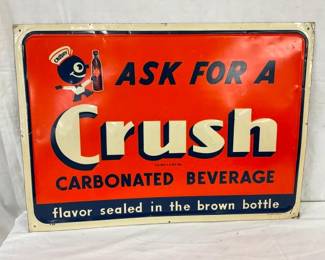 ASK FOR A
Crush
CARBONATED BEVERAGE
flavor sealed in the brown bottle